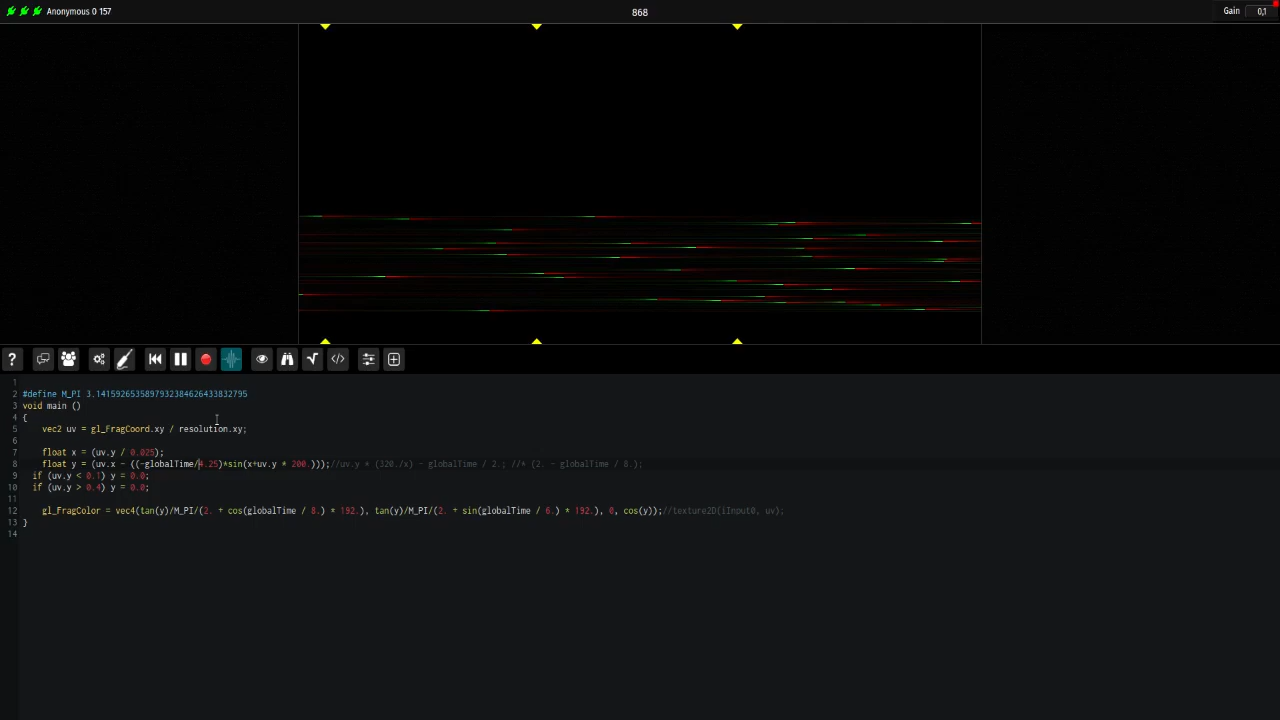 Anonymous 0 157
868
Gain 0,1
1
2 #define M_PI 3.1415926535897932384626433832795
3 void main ()
4 {
5 vec2 uv = gl_FragCoord.xy / resolution.xy;
6
7 float x = (uv.y / 0.025);
8 float y = (uv.x - ((-globalTime/4.25)*sin(x+uv.y * 200.)));//uv.y * (320./x) - globalTime / 2.; //* (2. - globalTime / 8.);
9 if (uv.y < 0.1) y = 0.0;
10 if (uv.y > 0.4) y = 0.0;
11
12 gl_FragColor = vec4(tan(y)/M_PI/(2. + cos(globalTime / 8.) * 192.), tan(y)/M_PI/(2. + sin(globalTime / 6.) * 192.), 0, cos(y));//texture2D(iInput0, uv);
13 }
14